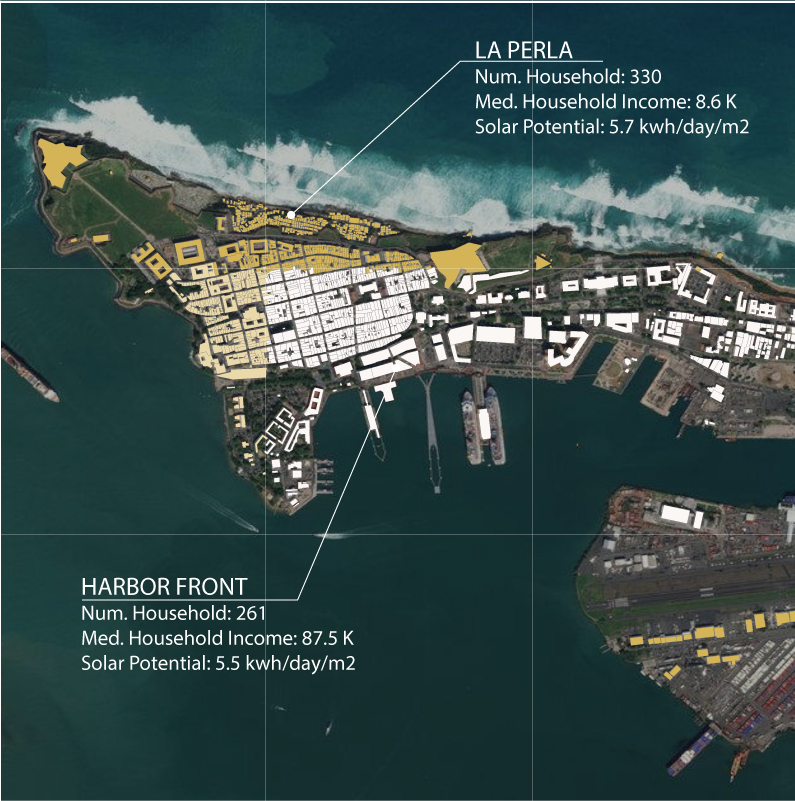 LA PERLA
Num. Household: 330
Med. Household Income: 8.6 K
Solar Potential: 5.7 kwh/day/m2
HARBOR FRONT
Num. Household: 261
Med. Household Income: 87.5 K
Solar Potential: 5.5 kwh/day/m2